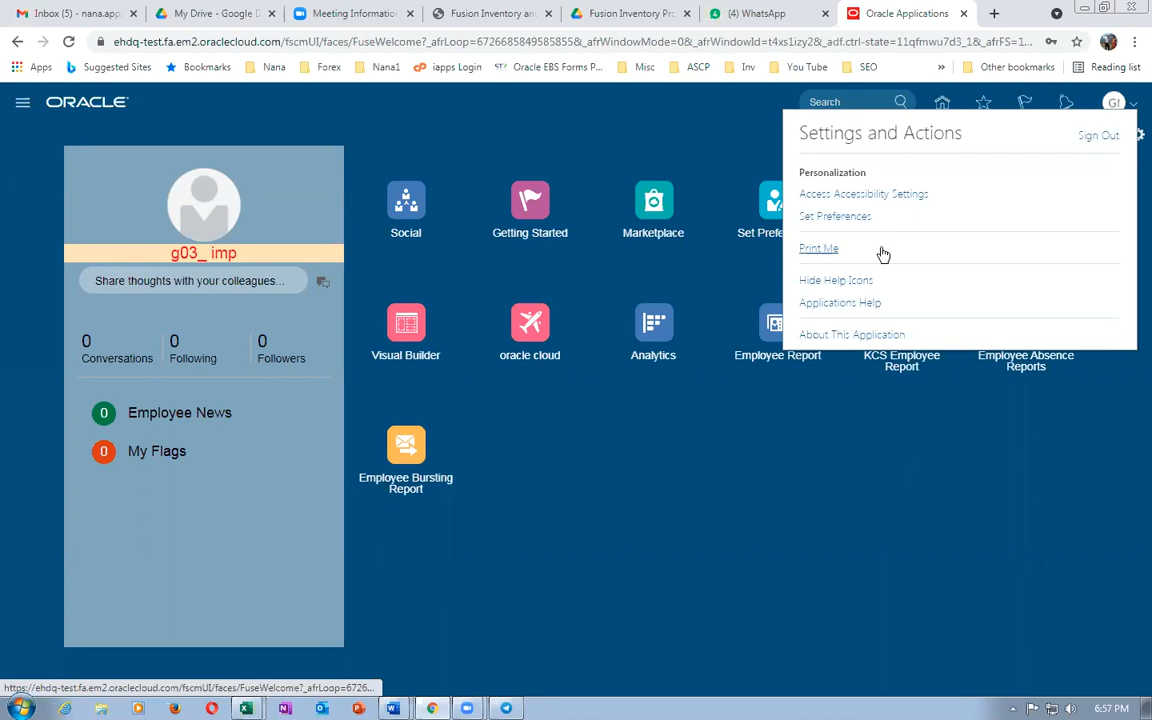 Inbox (5) - nana.app
My Drive - Google D
Meeting Informatio
Fusion Inventory an
Fusion Inventory Pr
(4) WhatsApp
Oracle Applications
ehdq-test.fa.em2.oraclecloud.com/fscmUI/faces/FuseWelcome?_afrLoop=67266858495855&_afrWindowMode=0&_afrWindowId=t4xs1izy2&_adf.ctrl-state=11qfmwu7d3_1&_afrFS=1...
Apps Suggested Sites Bookmarks Nana Forex Nana1 iapps Login Oracle EBS Forms P... Misc ASCP Inv You Tube SEO » Other bookmarks Reading list
ORACLE
Search
GI
Settings and Actions
Sign Out
Personalization
Access Accessibility Settings
Set Preferences
Print Me
Hide Help Icons
Applications Help
About This Application
g03_ imp
Share thoughts with your colleagues...
0 0 0
Conversations Following Followers
0 Employee News
0 My Flags
Social
Getting Started
Marketplace
Set Prefe
Visual Builder
oracle cloud
Analytics
Employee Report
KCS Employee
Report
Employee Absence
Reports
Employee Bursting
Report
https://ehdq-test.fa.em2.oraclecloud.com/fscmUI/faces/FuseWelcome?_afrLoop=6726...
6:57 PM